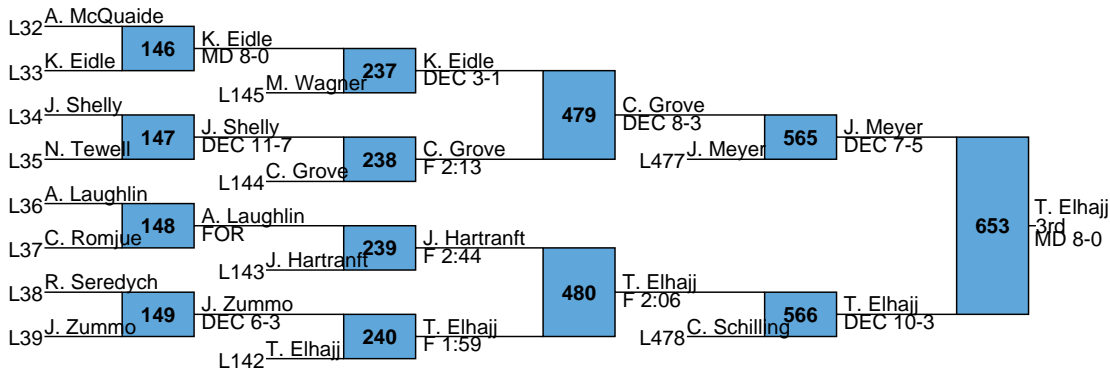 A. McQuaide
L32
146
K. Eidle
MD 8-0
K. Eidle
L33
237
K. Eidle
DEC 3-1
M. Wagner
L145
J. Shelly
L34
147
J. Shelly
DEC 11-7
N. Tewell
L35
238
C. Grove
F 2:13
C. Grove
L144
479
C. Grove
DEC 8-3
565
J. Meyer
DEC 7-5
J. Meyer
L477
A. Laughlin
L36
148
A. Laughlin
FOR
C. Romjue
L37
239
J. Hartranft
F 2:44
J. Hartranft
L143
R. Seredych
L38
149
J. Zummo
DEC 6-3
J. Zummo
L39
240
T. Elhajj
F 1:59
T. Elhajj
L142
480
T. Elhajj
F 2:06
566
T. Elhajj
DEC 10-3
C. Schilling
L478
653
T. Elhajj
3rd
MD 8-0